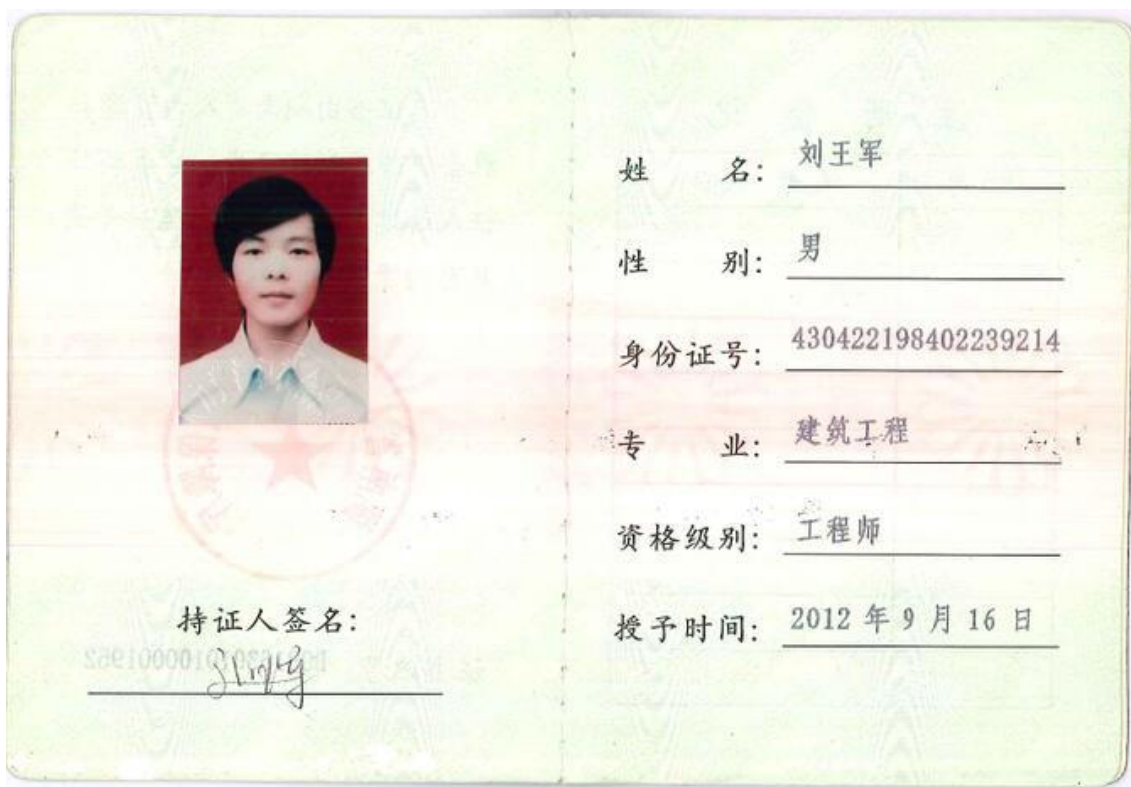 姓 名: 刘王军
性 别: 男
身份证号: 430422198402239214
专 业: 建筑工程
资格级别: 工程师
授予时间: 2012 年 9 月 16 日
持证人签名: